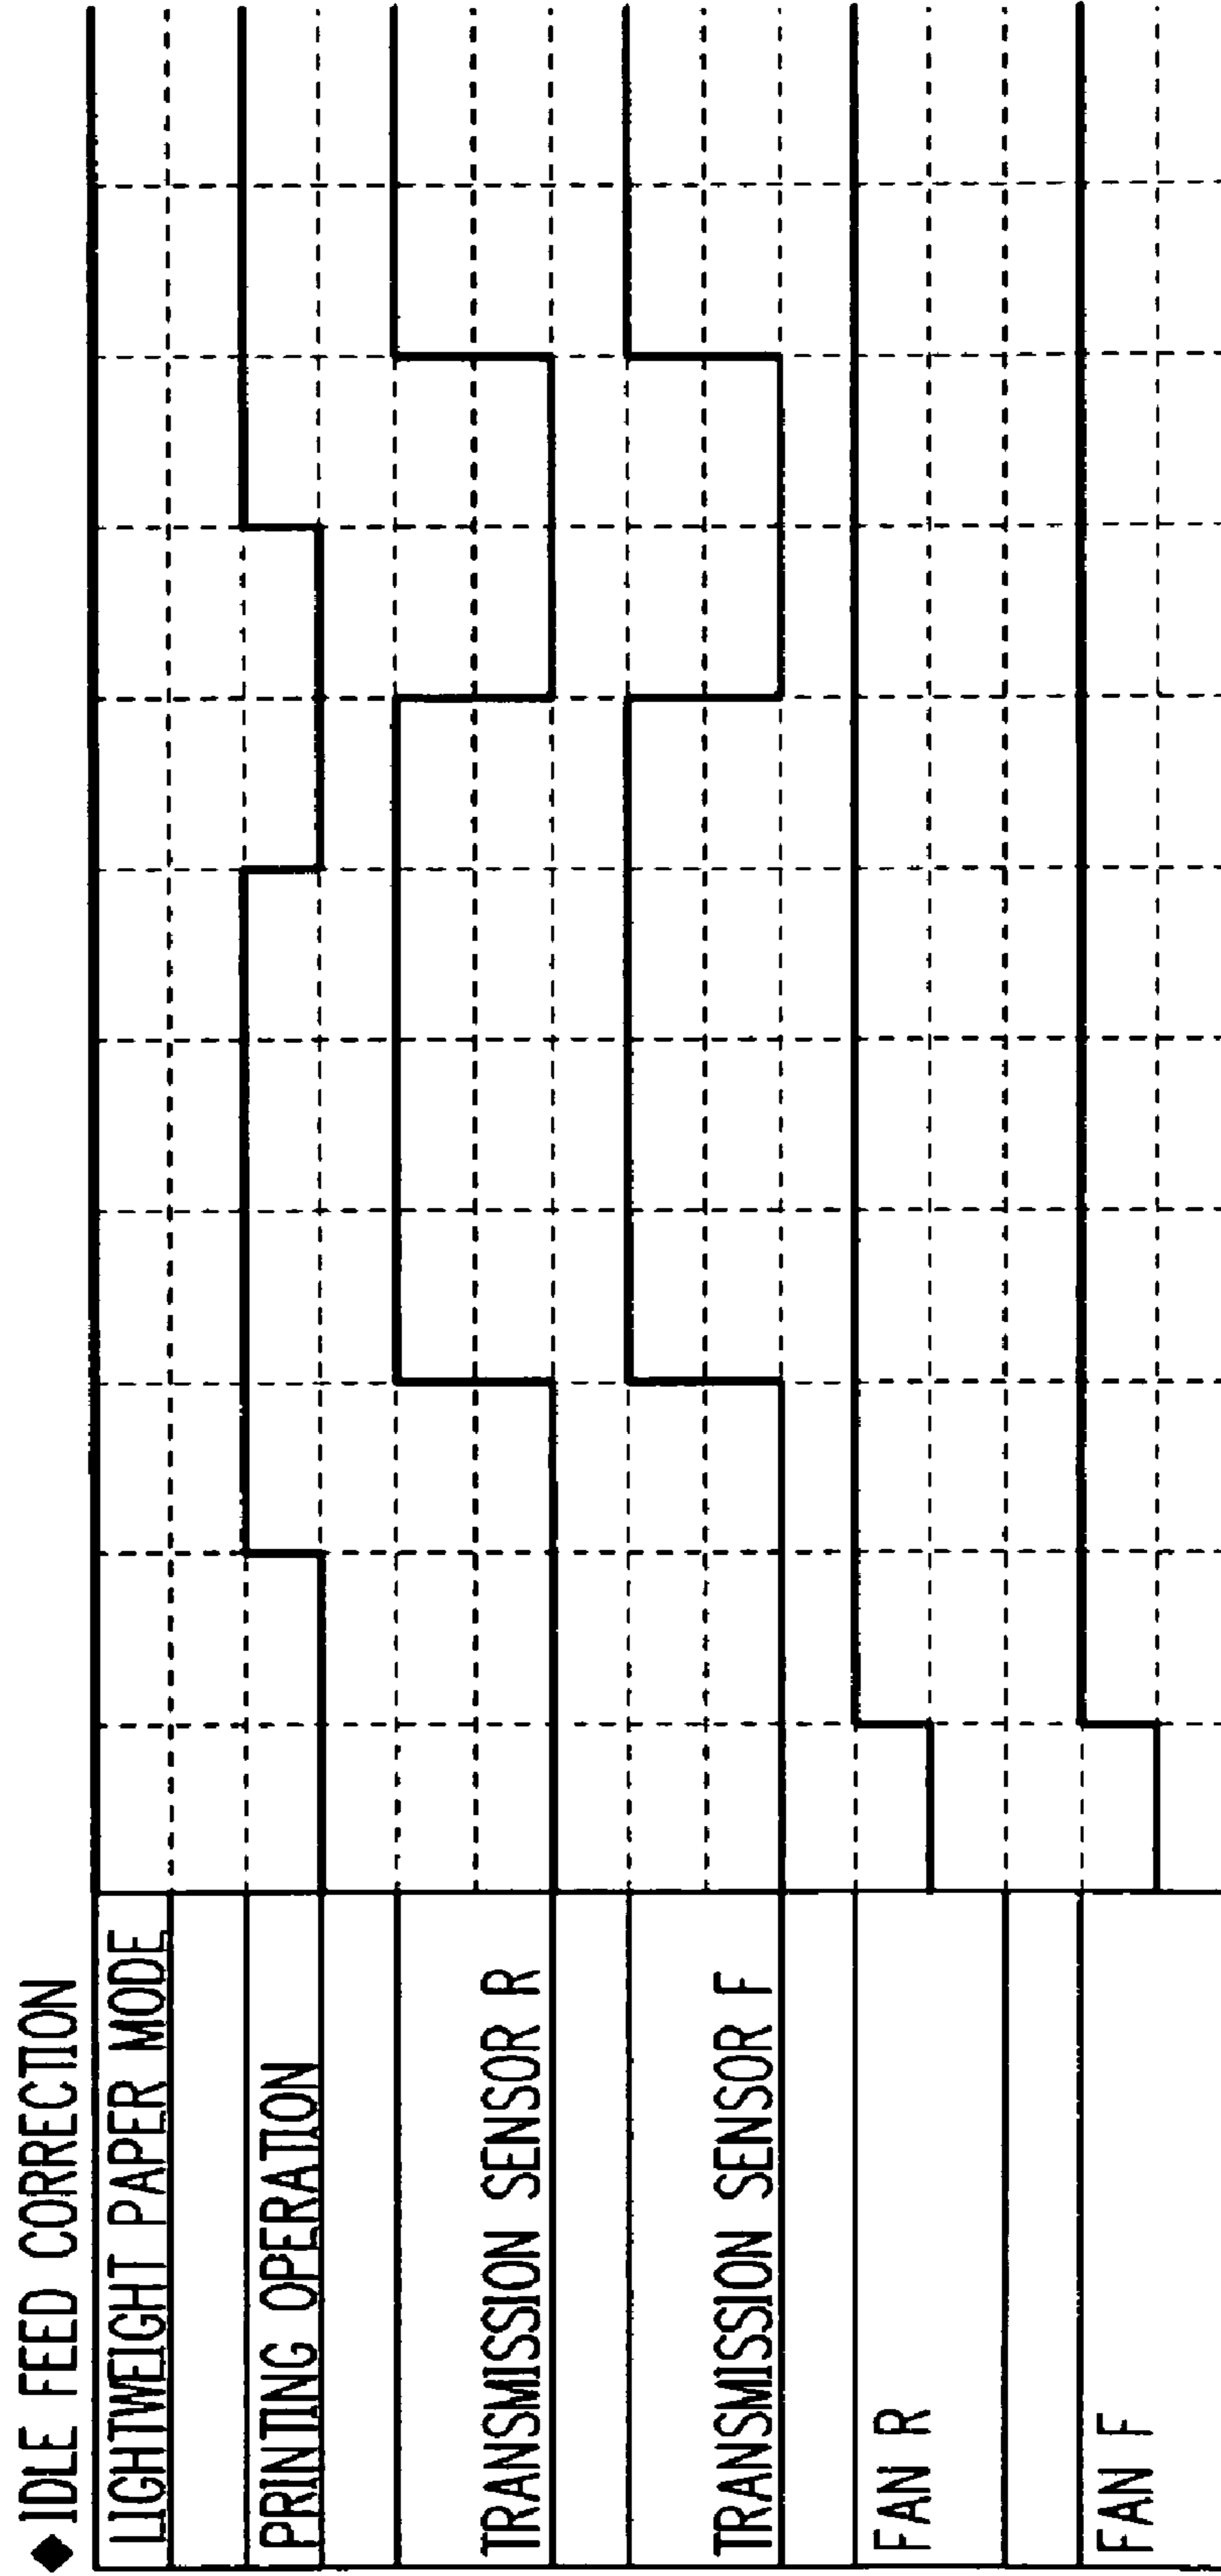 ◆ IDLE FEED CORRECTION
LIGHTWEIGHT PAPER MODE
PRINTING OPERATION
TRANSMISSION SENSOR R
TRANSMISSION SENSOR F
FAN R
FAN F